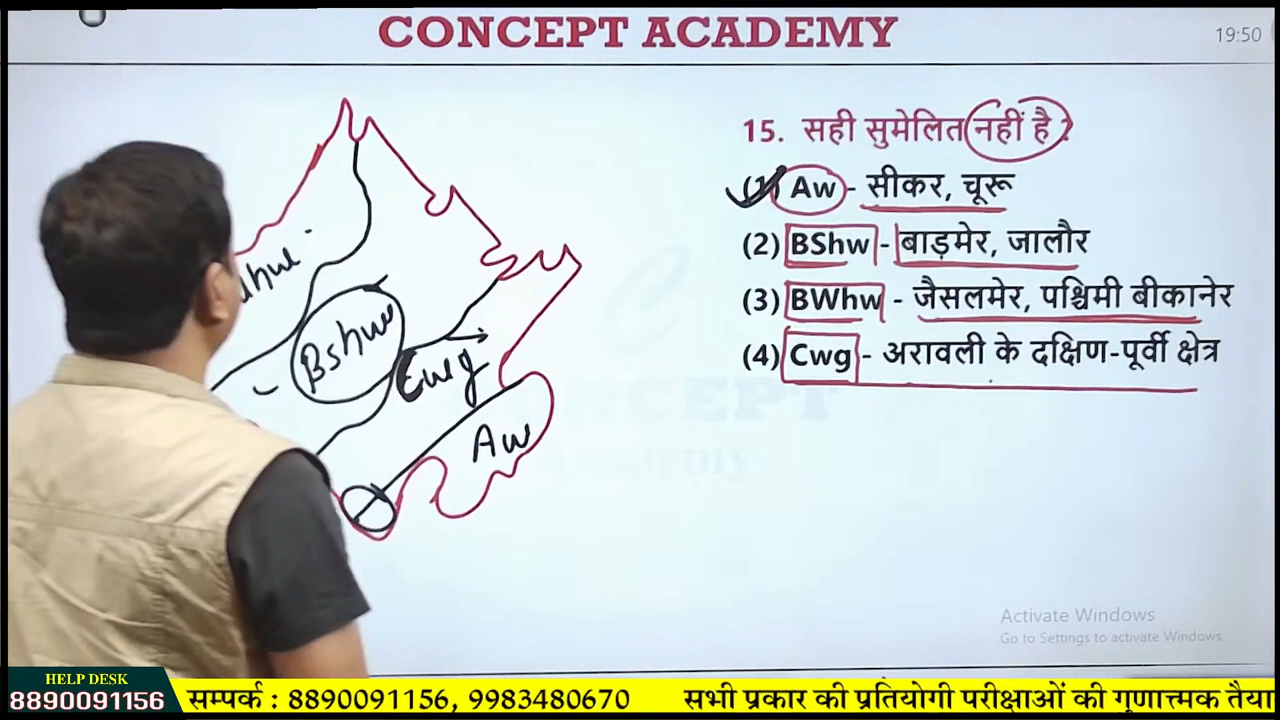 CONCEPT ACADEMY
19:50
15. सही सुमेलित नहीं है ?
(1) Aw - सीकर, चूरू
(2) BShw - बाड़मेर, जालौर
(3) BWhw - जैसलमेर, पश्चिमी बीकानेर
(4) Cwg - अरावली के दक्षिण-पूर्वी क्षेत्र
Bshw
Cwg
Aw
Activate Windows
Go to Settings to activate Windows.
HELP DESK
8890091156
सम्पर्क : 8890091156, 9983480670 सभी प्रकार की प्रतियोगी परीक्षाओं की गुणात्मक तैया